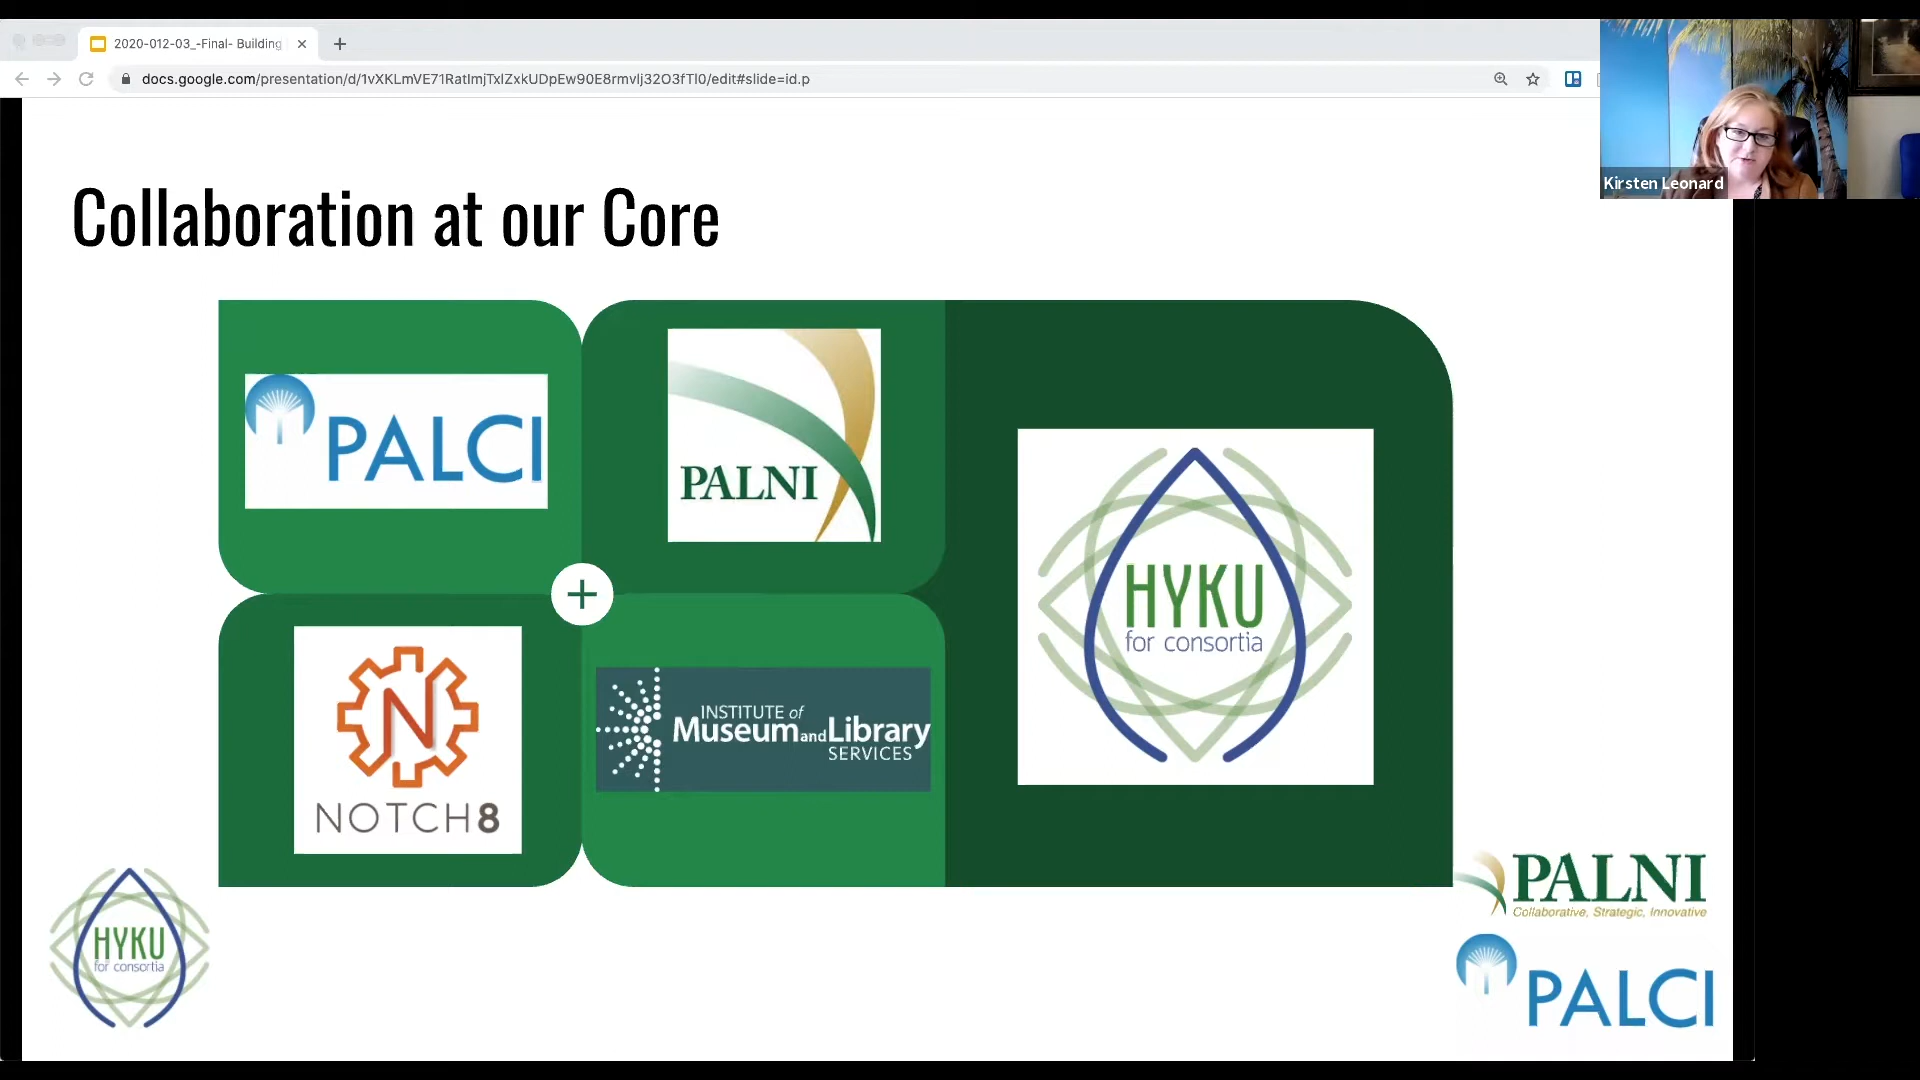 2020-012-03_-Final- Building
docs.google.com/presentation/d/1vXKLmVE71RatlmjTxlZxkUDpEw90E8rmvlj32O3fTl0/edit#slide=id.p
Kirsten Leonard
Collaboration at our Core
PALCI
PALNI
HYKU
for consortia
+
NOTCH8
INSTITUTE of
Museum and Library
SERVICES
HYKU
for consortia
PALNI
Collaborative, Strategic, Innovative
PALCI